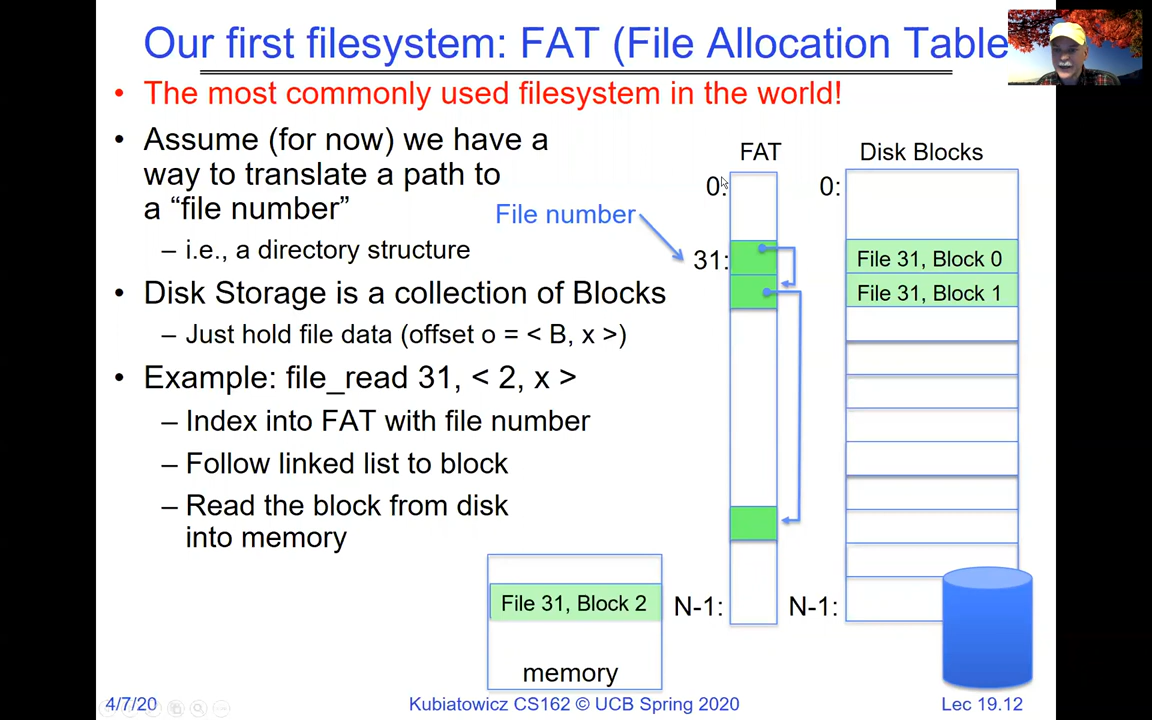 Our first filesystem: FAT (File Allocation Table
• The most commonly used filesystem in the world!
• Assume (for now) we have a
way to translate a path to
a “file number”
– i.e., a directory structure
• Disk Storage is a collection of Blocks
– Just hold file data (offset o = < B, x >)
• Example: file_read 31, < 2, x >
– Index into FAT with file number
– Follow linked list to block
– Read the block from disk
into memory
File number
FAT
0:
31:
N-1:
Disk Blocks
0:
File 31, Block 0
File 31, Block 1
N-1:
File 31, Block 2
memory
4/7/20
Kubiatowicz CS162 © UCB Spring 2020
Lec 19.12